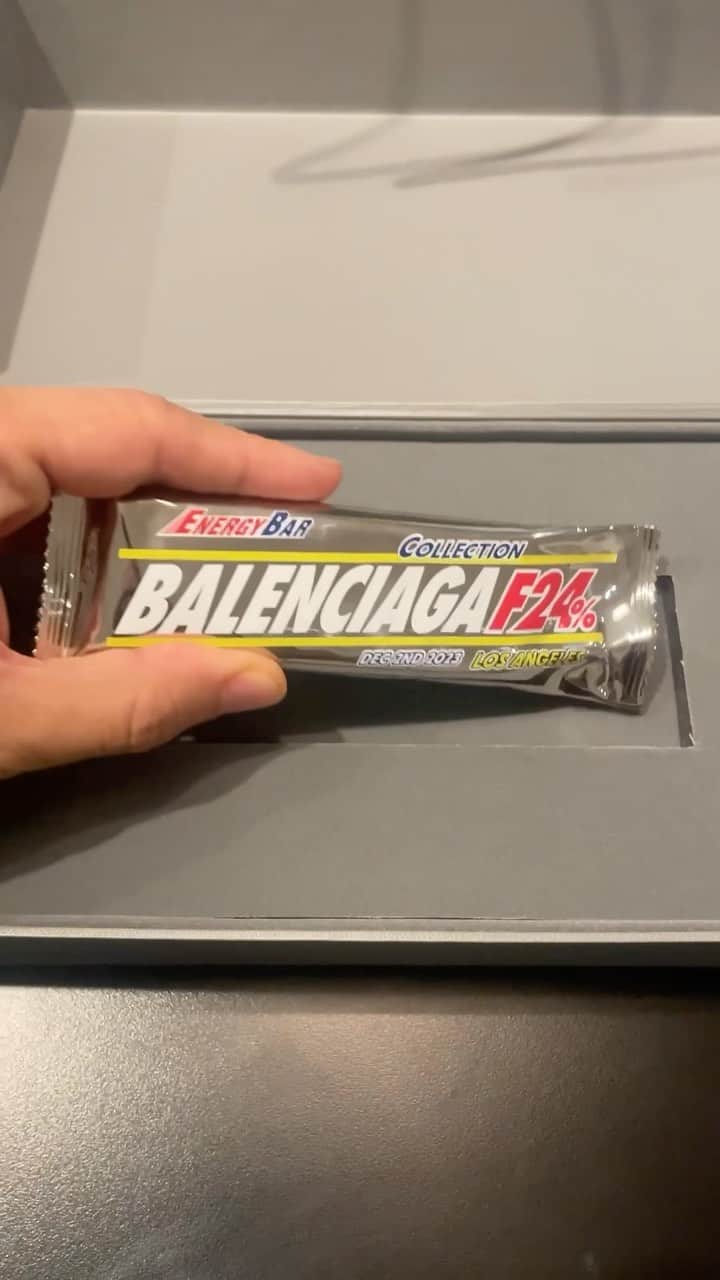 ENERGY BAR
COLLECTION
BALENCIAGA F24%
DEC 2ND 2023 LOS ANGELES